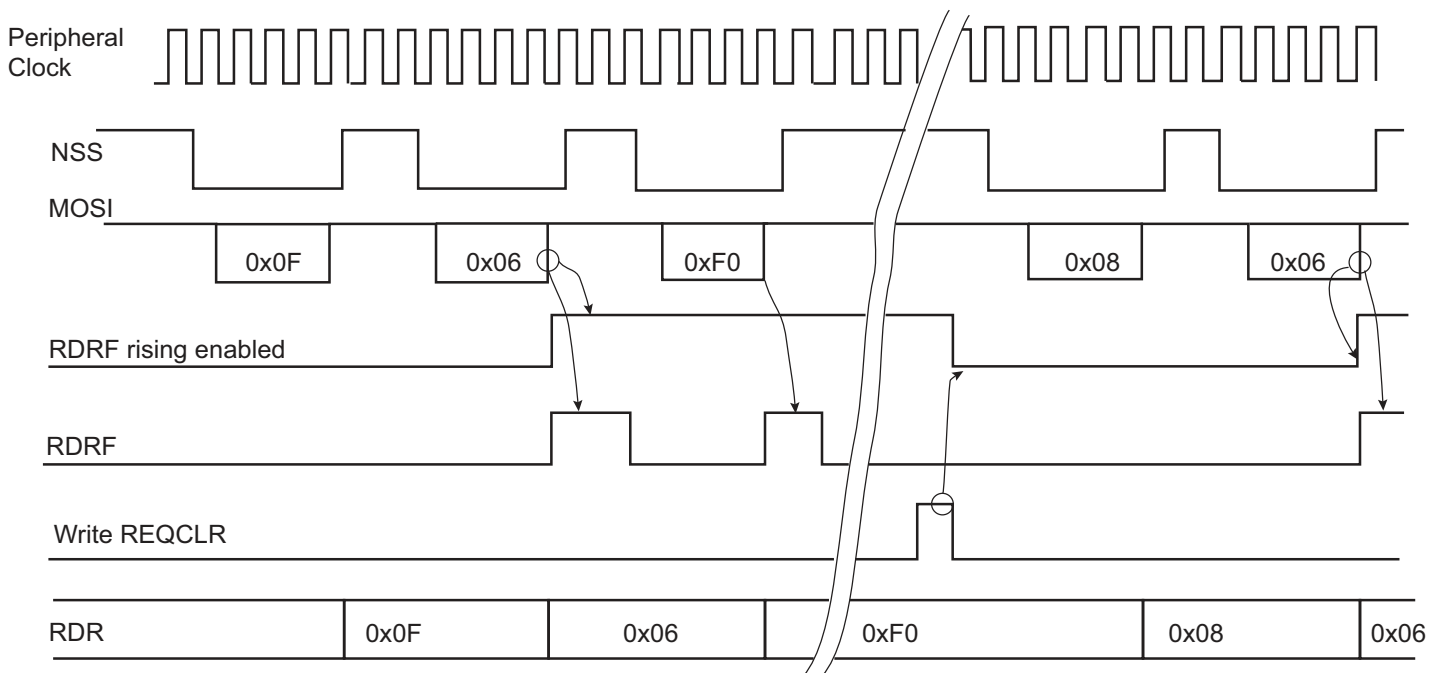 Peripheral
Clock
NSS
MOSI
0x0F 0x06 0xF0 0x08 0x06
RDRF rising enabled
RDRF
Write REQCLR
RDR 0x0F 0x06 0xF0 0x08 0x06